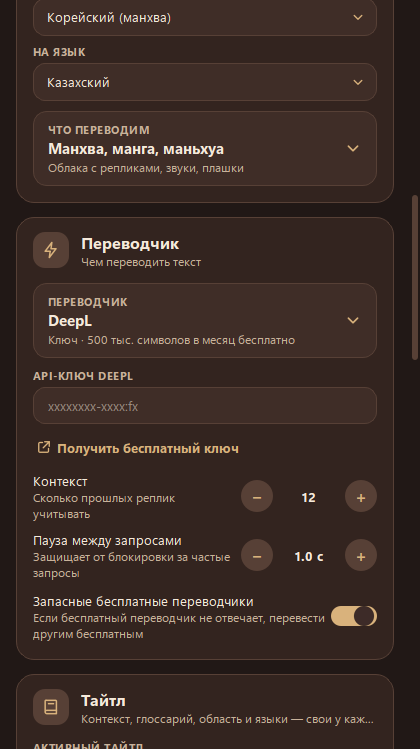 Корейский (манхва)
НА ЯЗЫК
Казахский
ЧТО ПЕРЕВОДИМ
Манхва, манга, маньхуа
Облака с репликами, звуки, плашки
Переводчик
Чем переводить текст
ПЕРЕВОДЧИК
DeepL
Ключ · 500 тыс. символов в месяц бесплатно
API-КЛЮЧ DEEPL
xxxxxxxx-xxxx:fx
Получить бесплатный ключ
Контекст
Сколько прошлых реплик
учитывать
− 12 +
Пауза между запросами
Защищает от блокировки за частые
запросы
− 1.0 с +
Запасные бесплатные переводчики
Если бесплатный переводчик не отвечает, перевести
другим бесплатным
Тайтл
Контекст, глоссарий, область и языки — свои у каж...
АКТИВНЫЙ ТАЙТЛ